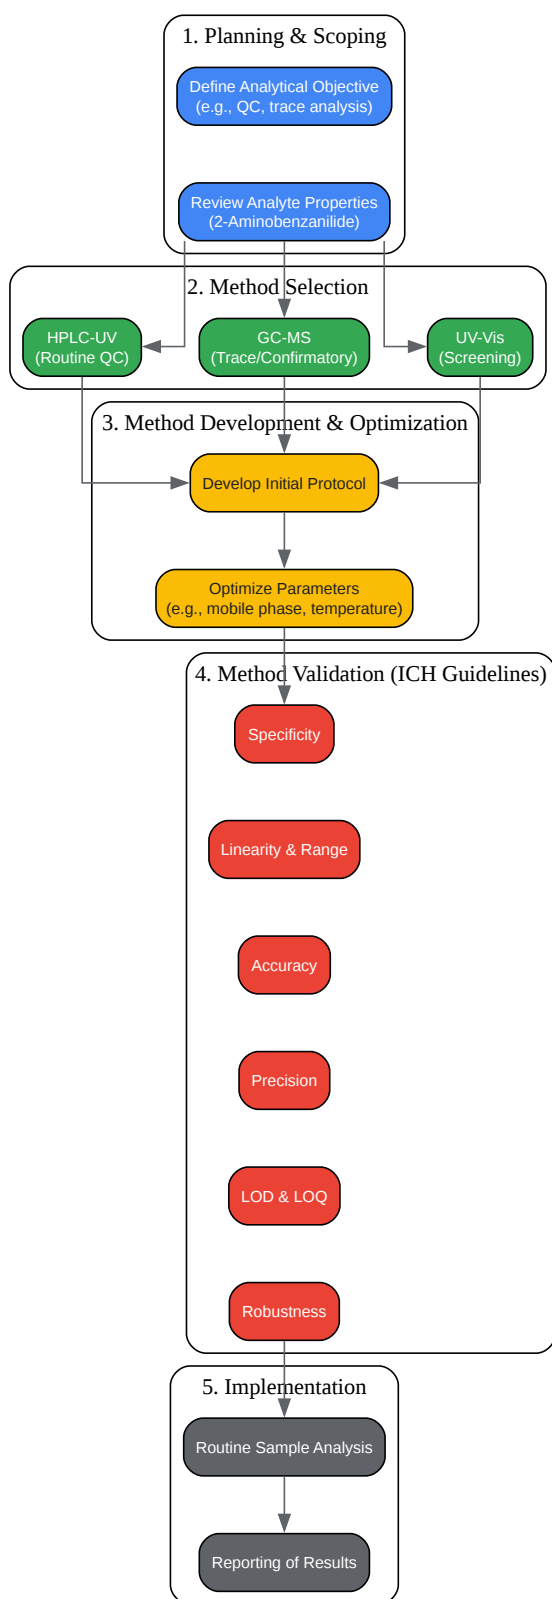 1. Planning & Scoping
Define Analytical Objective
(e.g., QC, trace analysis)
Review Analyte Properties
(2-Aminobenzanilide)
2. Method Selection
HPLC-UV
(Routine QC)
GC-MS
(Trace/Confirmatory)
UV-Vis
(Screening)
3. Method Development & Optimization
Develop Initial Protocol
Optimize Parameters
(e.g., mobile phase, temperature)
4. Method Validation (ICH Guidelines)
Specificity
Linearity & Range
Accuracy
Precision
LOD & LOQ
Robustness
5. Implementation
Routine Sample Analysis
Reporting of Results